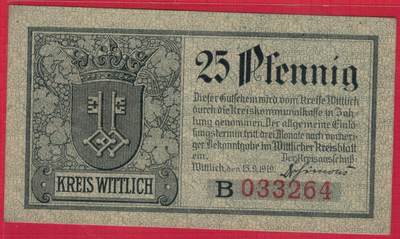 25 Pfennig
Dieser Gutschein wird vom Kreise Wittlich
durch die Kreiskommunalkasse in Zah
lung genommen. Der allgemeine Einlö
sungstermin tritt drei Monate nach vorheri
ger Bekanntgabe im Wittlicher Kreisblatt
ein. Der Kreisausschuß:
Wittlich, den 15.9.1919.
KREIS WITTLICH
B 033264